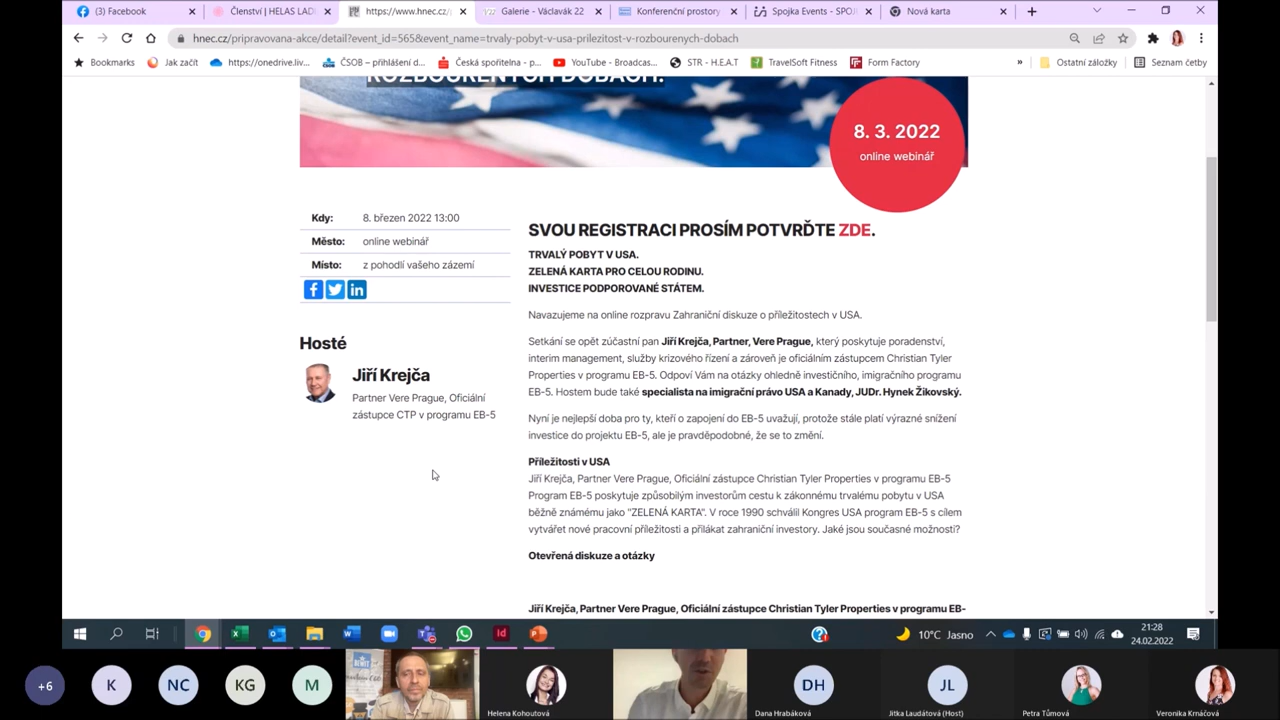 (3) Facebook
Členství | HELAS LAD
https://www.hnec.cz/
Galerie - Václavák 22
Konferenční prostory
Spojka Events - SPOJ
Nová karta
hnec.cz/pripravovana-akce/detail?event_id=565&event_name=trvaly-pobyt-v-usa-prilezitost-v-rozbourenych-dobach
Bookmarks
Jak začít
https://onedrive.liv...
ČSOB – přihlášení d...
Česká spořitelna - p...
YouTube - Broadcas...
STR - H.E.A.T
TravelSoft Fitness
Form Factory
»
Ostatní záložky
Seznam četby
ROZBOUŘENÝCH DOBÁCH!
8. 3. 2022
online webinář
Kdy: 8. březen 2022 13:00
Město: online webinář
Místo: z pohodlí vašeho zázemí
Hosté
Jiří Krejča
Partner Vere Prague, Oficiální
zástupce CTP v programu EB-5
SVOU REGISTRACI PROSÍM POTVRĎTE ZDE.
TRVALÝ POBYT V USA.
ZELENÁ KARTA PRO CELOU RODINU.
INVESTICE PODPOROVANÉ STÁTEM.
Navazujeme na online rozpravu Zahraniční diskuze o příležitostech v USA.
Setkání se opět zúčastní pan Jiří Krejča, Partner, Vere Prague, který poskytuje poradenství,
interim management, služby krizového řízení a zároveň je oficiálním zástupcem Christian Tyler
Properties v programu EB-5. Odpoví Vám na otázky ohledně investičního, imigračního programu
EB-5. Hostem bude také specialista na imigrační právo USA a Kanady, JUDr. Hynek Žikovský.
Nyní je nejlepší doba pro ty, kteří o zapojení do EB-5 uvažují, protože stále platí výrazné snížení
investice do projektu EB-5, ale je pravděpodobné, že se to změní.
Příležitosti v USA
Jiří Krejča, Partner Vere Prague, Oficiální zástupce Christian Tyler Properties v programu EB-5
Program EB-5 poskytuje způsobilým investorům cestu k zákonnému trvalému pobytu v USA
běžně známému jako "ZELENÁ KARTA". V roce 1990 schválil Kongres USA program EB-5 s cílem
vytvářet nové pracovní příležitosti a přilákat zahraniční investory. Jaké jsou současné možnosti?
Otevřená diskuze a otázky
Jiří Krejča, Partner Vere Prague, Oficiální zástupce Christian Tyler Properties v programu EB-
10°C Jasno
21:28
24.02.2022
+6
K
NC
KG
M
Helena Kohoutová
DH
Dana Hrabáková
JL
Jitka Laudátová (Host)
Petra Tůmová
Veronika Krnáčová